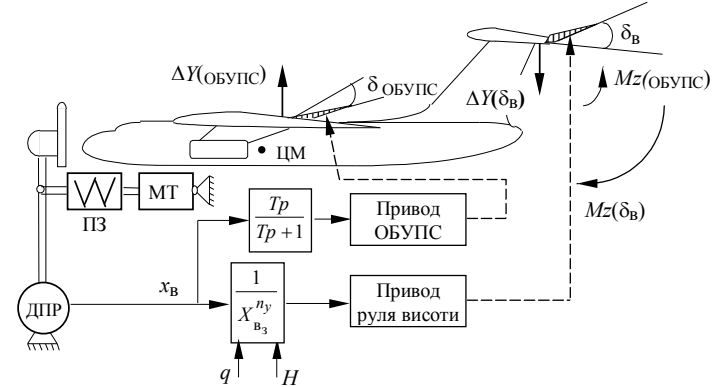 δв
ΔY(ОБУПС)
δ ОБУПС
ΔY(δв)
Mz(ОБУПС)
ЦМ
ПЗ
МТ
Mz(δв)
Tp
Tp + 1
Привод
ОБУПС
xв
ДПР
1
X ny вз
Привод
руля висоти
q
H